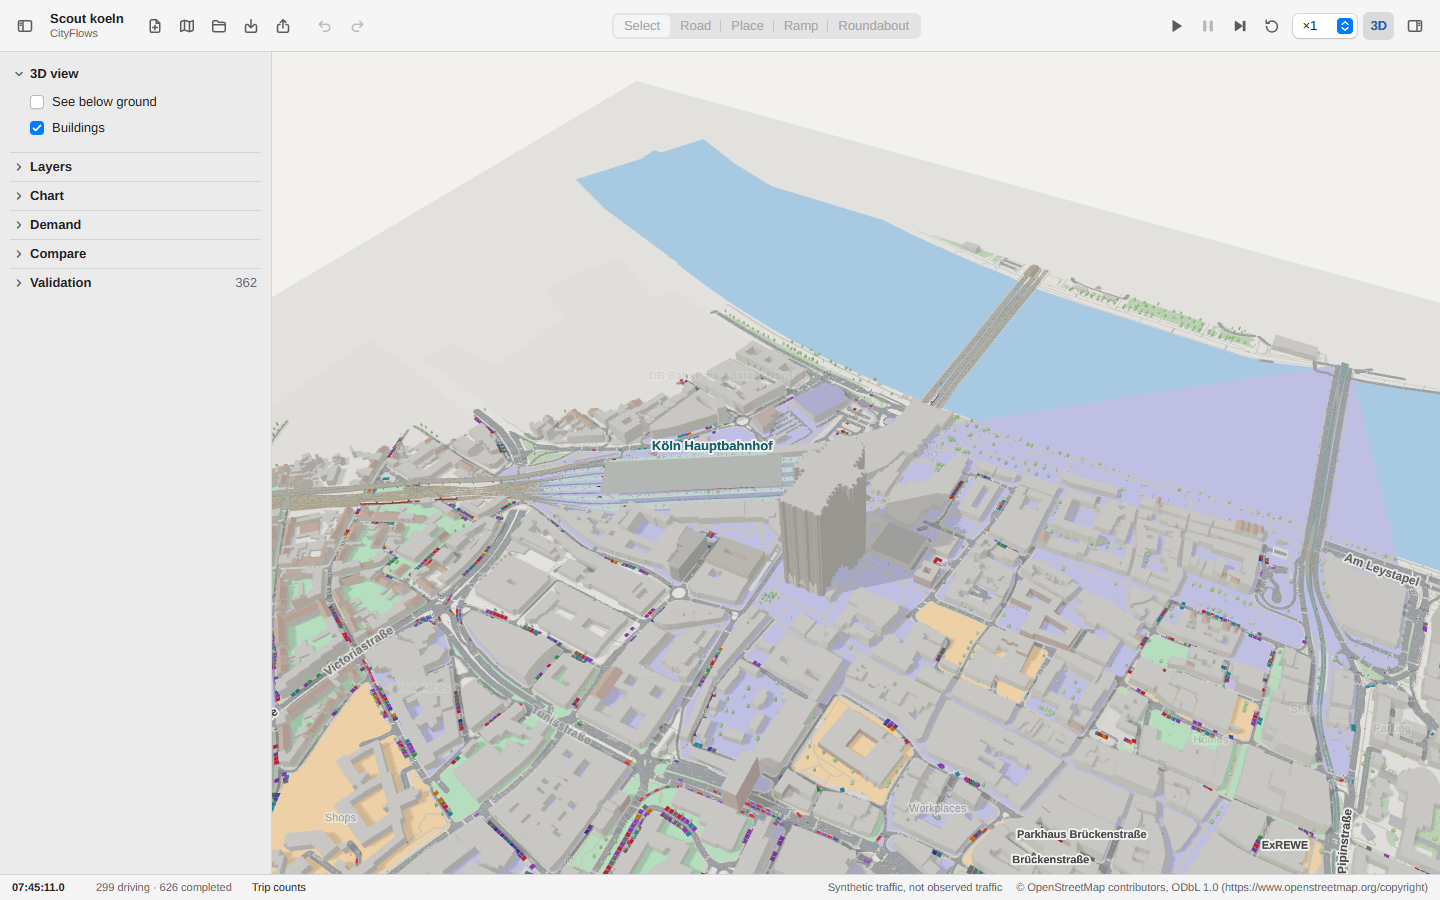 Scout koeln
CityFlows
Select
Road
Place
Ramp
Roundabout
×1
3D
3D view
See below ground
Buildings
Layers
Chart
Demand
Compare
Validation
362
Köln Hauptbahnhof
Am Leystapel
Victoriastraße
Tunisstraße
Shops
Homes
Parking
Workplaces
Parkhaus Brückenstraße
Brückenstraße
ExREWE
Pipinstraße
07:45:11.0
299 driving · 626 completed
Trip counts
Synthetic traffic, not observed traffic
© OpenStreetMap contributors, ODbL 1.0 (https://www.openstreetmap.org/copyright)